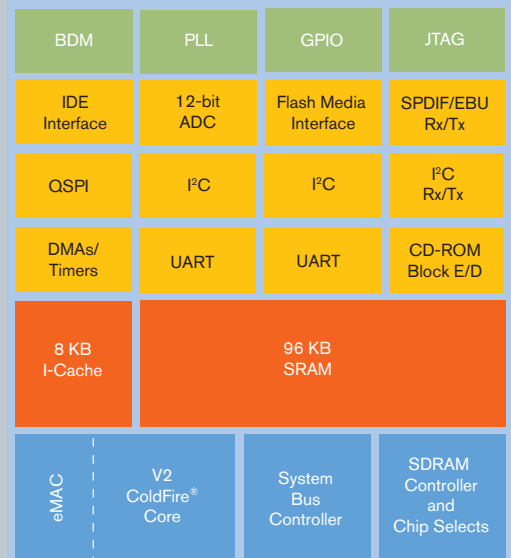 BDM
PLL
GPIO
JTAG
IDE
Interface
12-bit
ADC
Flash Media
Interface
SPDIF/EBU
Rx/Tx
QSPI
I²C
I²C
I²C
Rx/Tx
DMAs/
Timers
UART
UART
CD-ROM
Block E/D
8 KB
I-Cache
96 KB
SRAM
eMAC
V2
ColdFire®
Core
System
Bus
Controller
SDRAM
Controller
and
Chip Selects